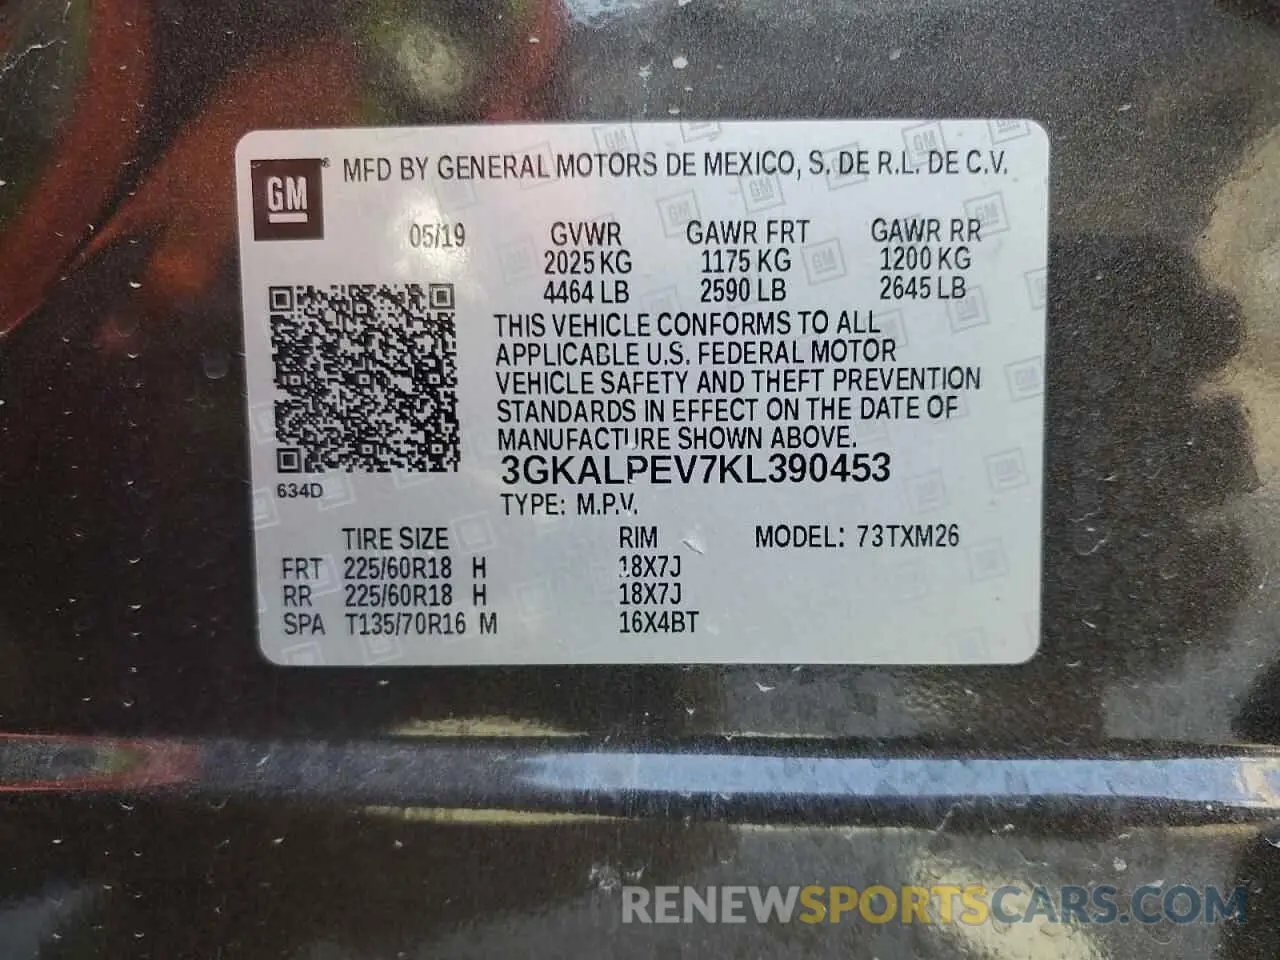 GM® MFD BY GENERAL MOTORS DE MEXICO, S. DE R.L. DE C.V.
05/19 GVWR GAWR FRT GAWR RR
2025 KG 1175 KG 1200 KG
4464 LB 2590 LB 2645 LB
THIS VEHICLE CONFORMS TO ALL
APPLICABLE U.S. FEDERAL MOTOR
VEHICLE SAFETY AND THEFT PREVENTION
STANDARDS IN EFFECT ON THE DATE OF
MANUFACTURE SHOWN ABOVE.
3GKALPEV7KL390453
634D
TYPE: M.P.V.
TIRE SIZE RIM MODEL: 73TXM26
FRT 225/60R18 H 18X7J
RR 225/60R18 H 18X7J
SPA T135/70R16 M 16X4BT
RENEWSPORTSCARS.COM